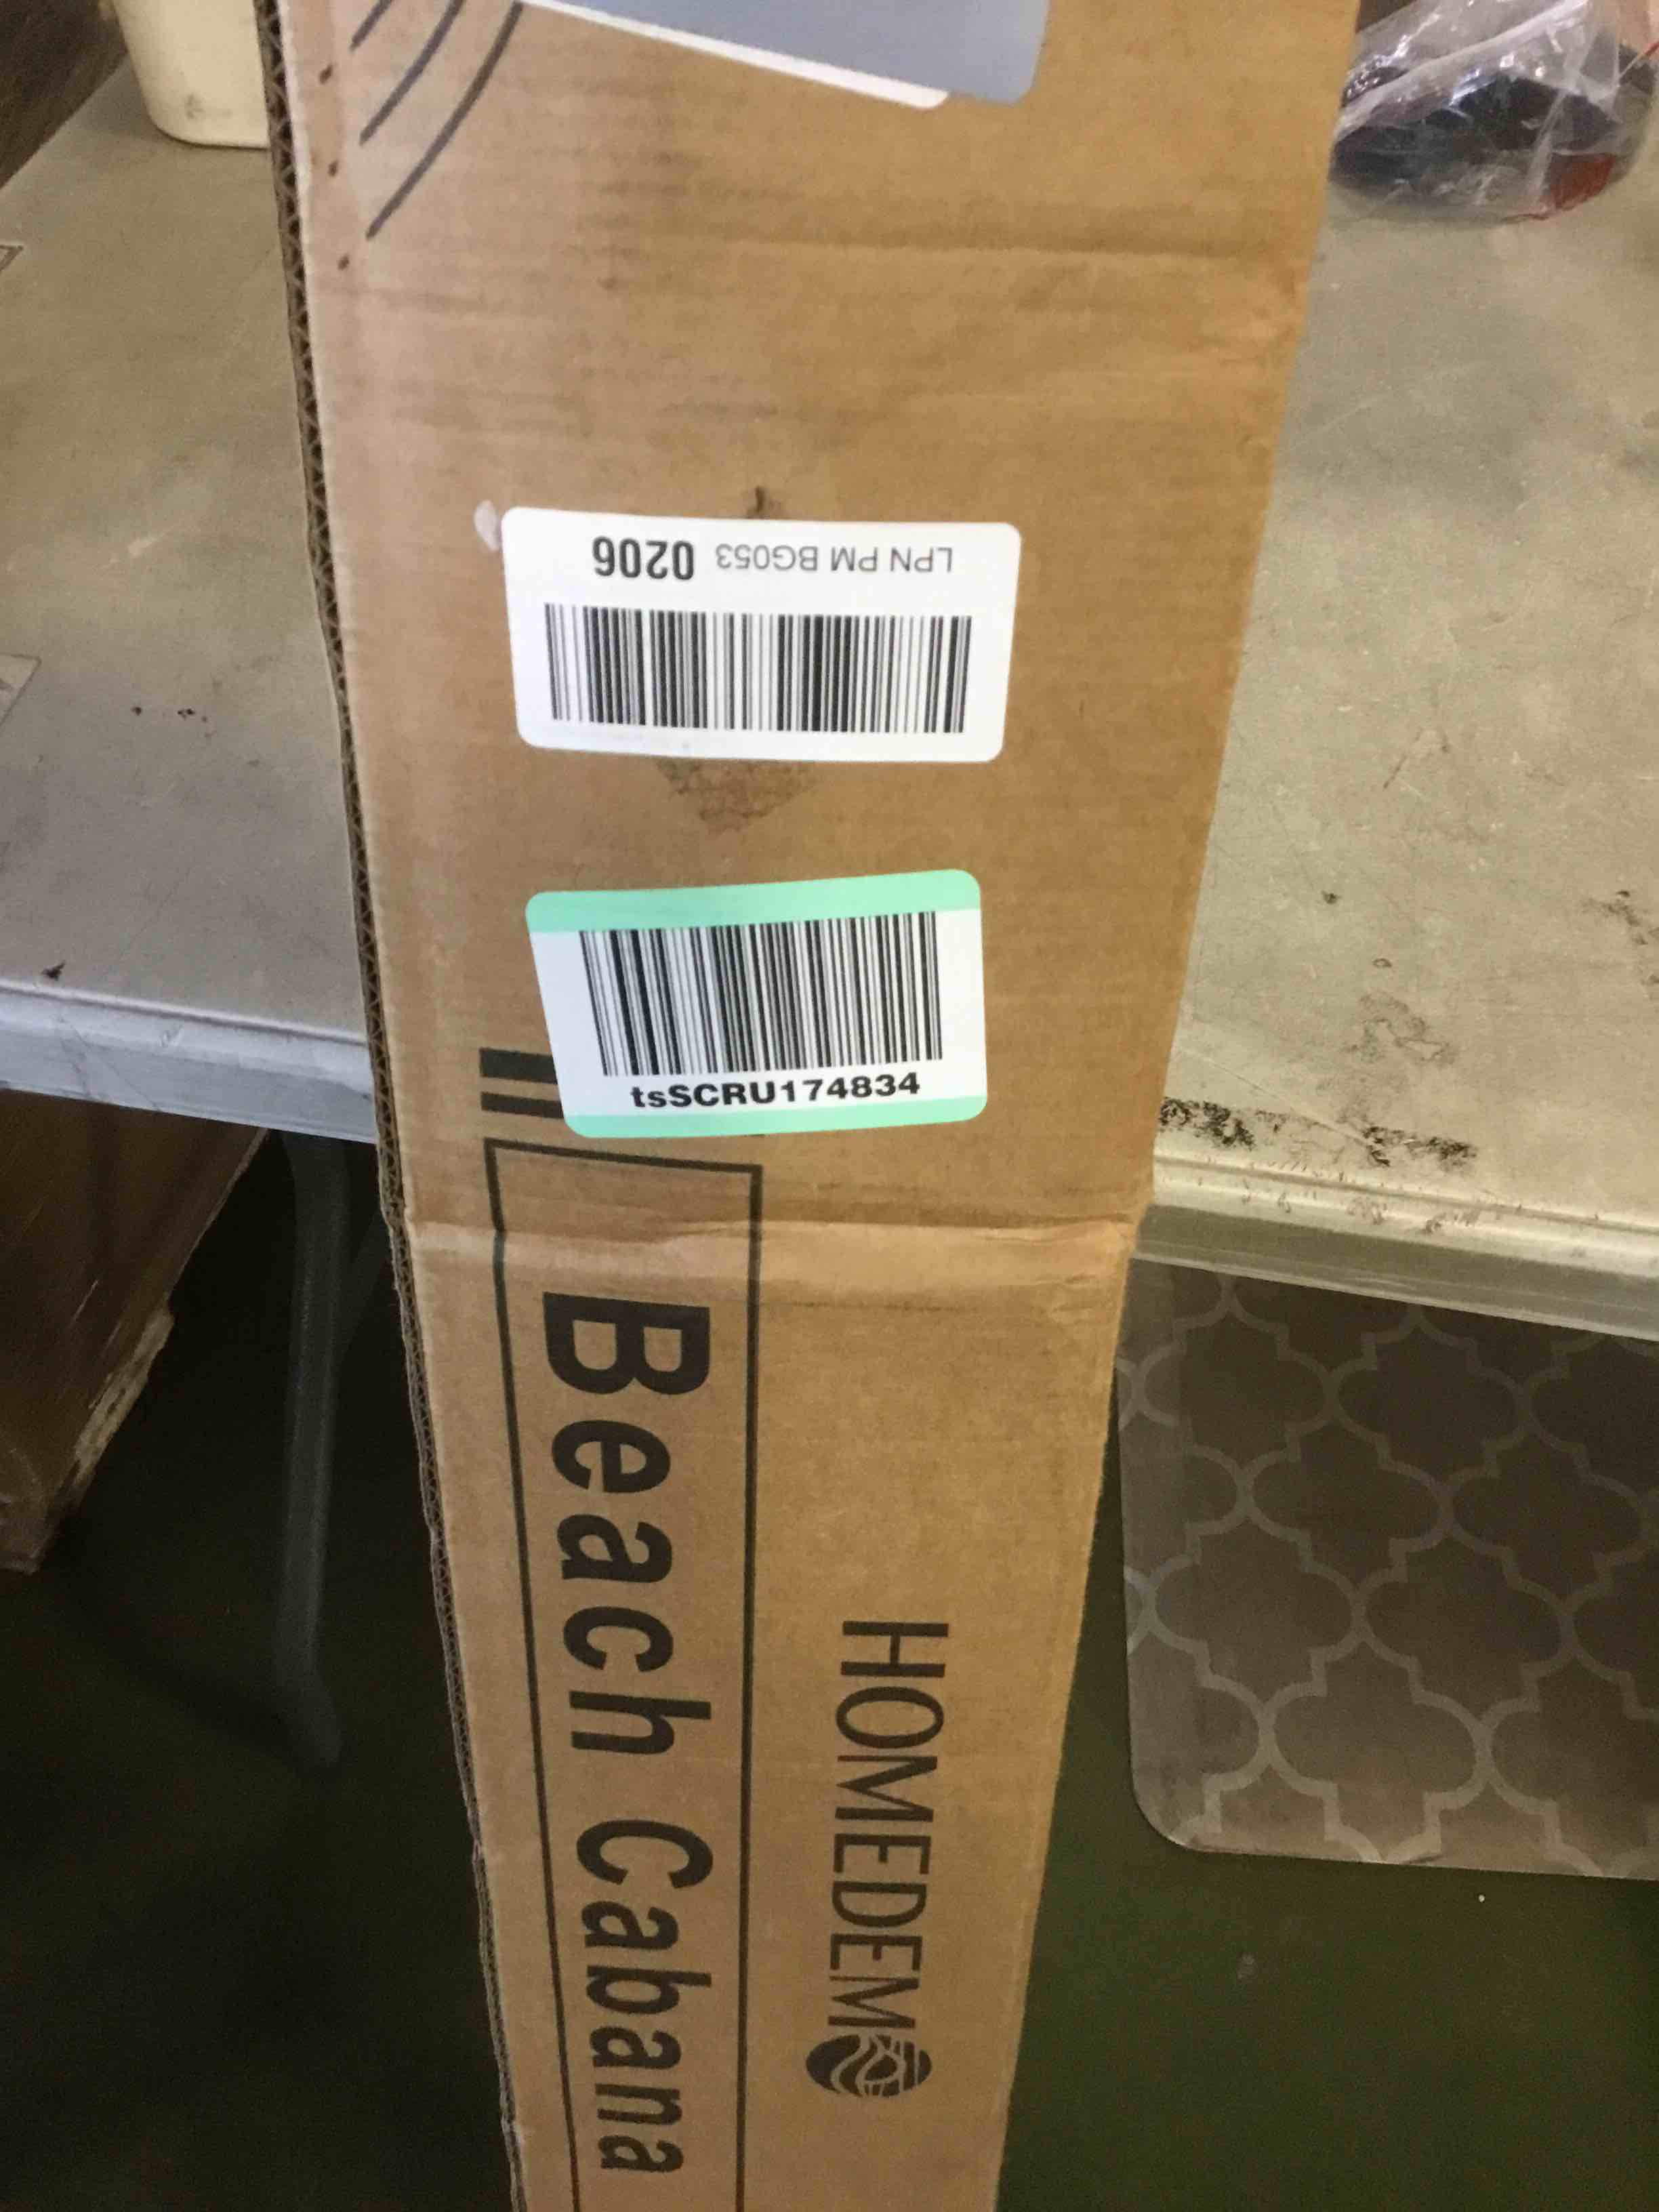 LPN PM BG053 0206
tsSCRU174834
Beach Cabana
HOMEDEMO